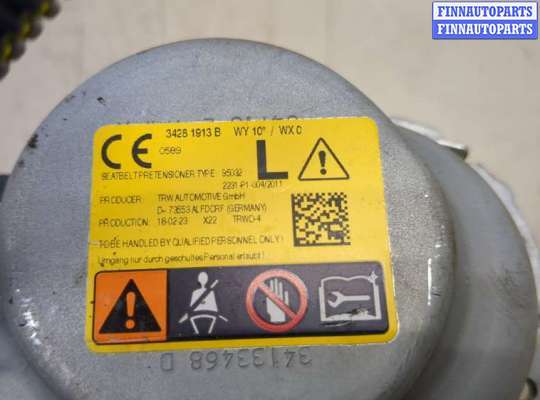 FINNAUTOPARTS
FINNAUTOPARTS
3428 1913 B WY 10° / WX 0
CE
0589
L
SEATBELT PRETENSIONER TYPE: 95032
2231-P1-004/2011
PRODUCER: TRW AUTOMOTIVE GmbH
D- 73553 ALFDORF (GERMANY)
PRODUCTION: 18-02-23 X22 TRWD-4
TO BE HANDLED BY QUALIFIED PERSONNEL ONLY!
Umgang nur durch geschultes Personal erlaubt!
34133468 D